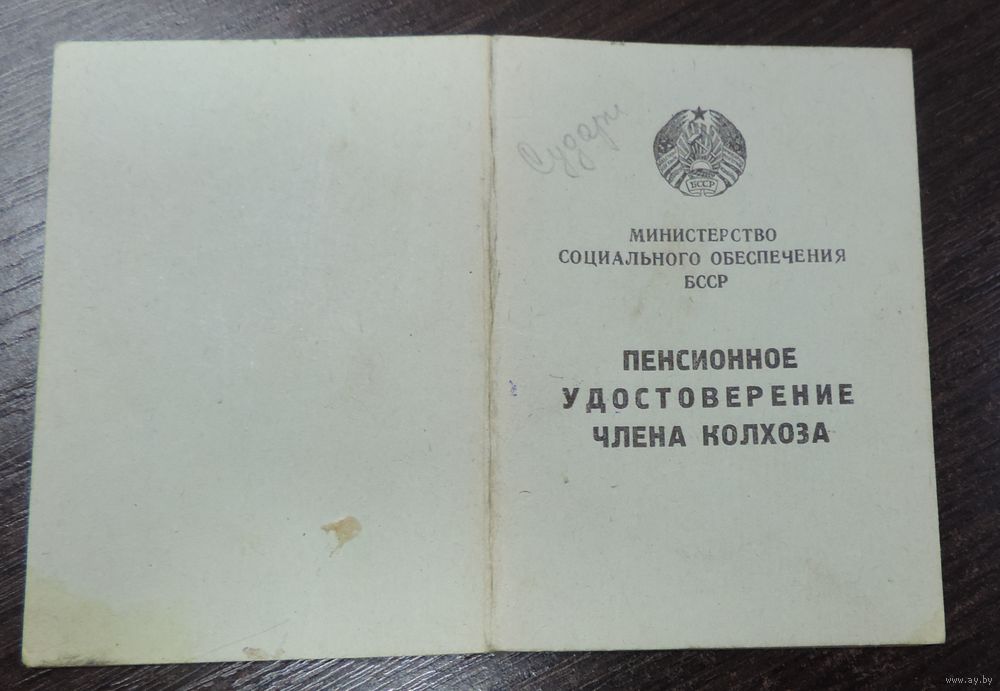 БССР
МИНИСТЕРСТВО
СОЦИАЛЬНОГО ОБЕСПЕЧЕНИЯ
БССР
ПЕНСИОННОЕ
УДОСТОВЕРЕНИЕ
ЧЛЕНА КОЛХОЗА
www.ay.by